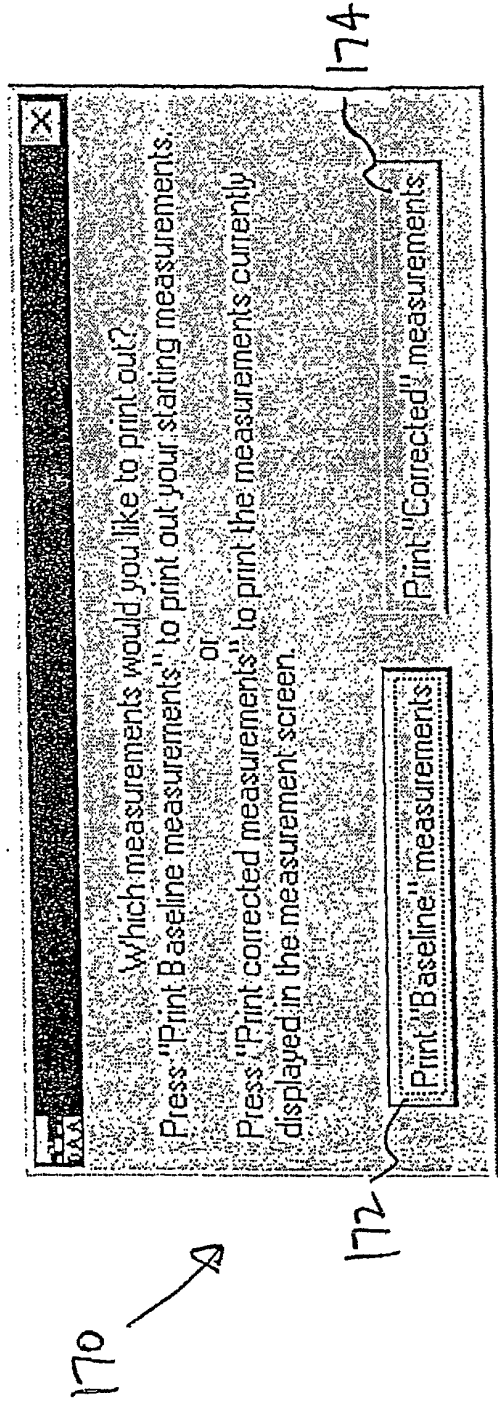 Which measurements would you like to print out?
Press "Print Baseline measurements" to print out your starting measurements.
or
Press "Print corrected measurements" to print the measurements currently
displayed in the measurement screen.
Print "Baseline" measurements
Print "Corrected" measurements
170
172
174